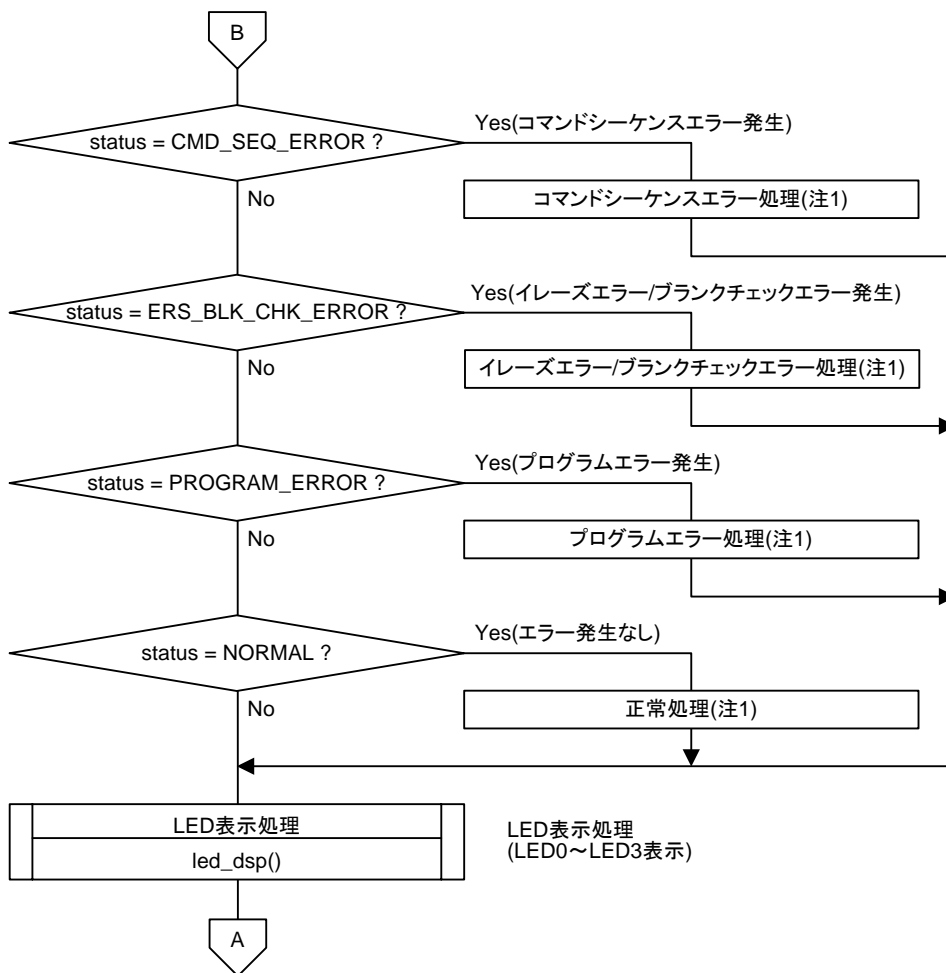 B
status = CMD_SEQ_ERROR ?
Yes(コマンドシーケンスエラー発生)
No
コマンドシーケンスエラー処理(注1)
status = ERS_BLK_CHK_ERROR ?
Yes(イレーズエラー/ブランクチェックエラー発生)
No
イレーズエラー/ブランクチェックエラー処理(注1)
status = PROGRAM_ERROR ?
Yes(プログラムエラー発生)
No
プログラムエラー処理(注1)
status = NORMAL ?
Yes(エラー発生なし)
No
正常処理(注1)
LED表示処理
led_dsp()
LED表示処理
(LED0～LED3表示)
A